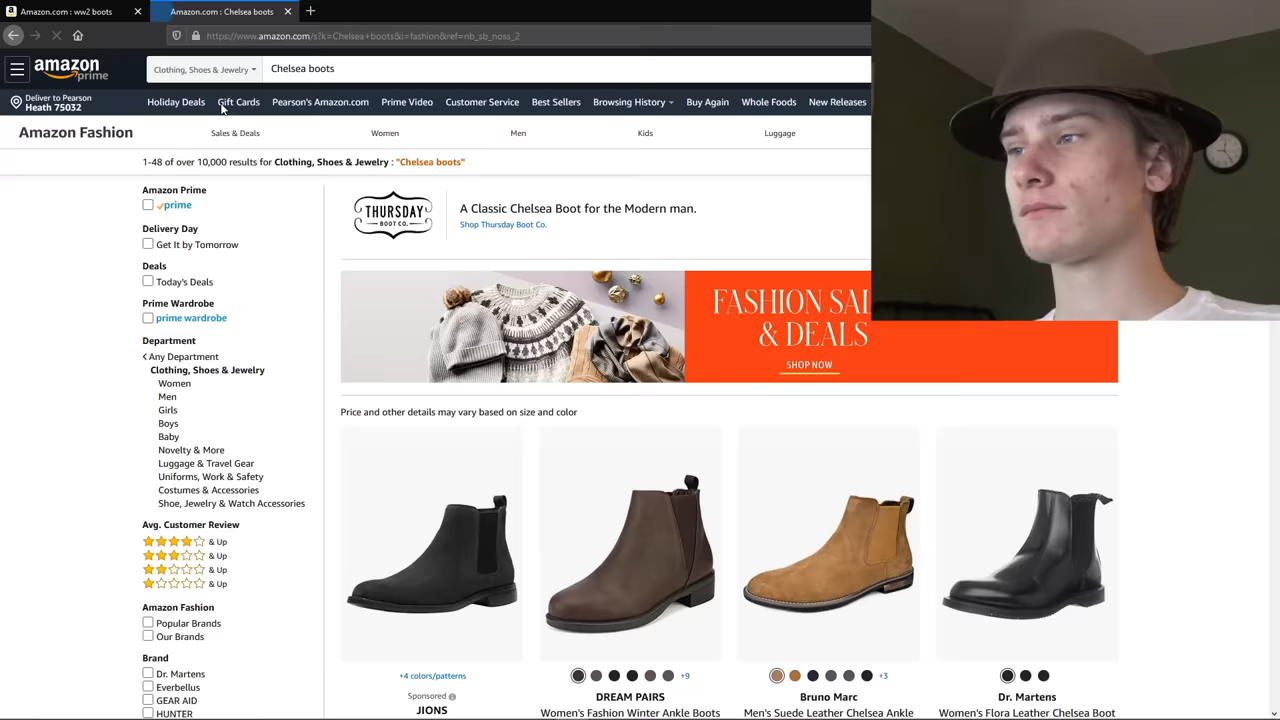 Amazon.com : ww2 boots
Amazon.com : Chelsea boots
https://www.amazon.com/s?k=Chelsea+boots&i=fashion&ref=nb_sb_noss_2
amazon prime
Clothing, Shoes & Jewelry
Chelsea boots
Deliver to Pearson
Heath 75032
Holiday Deals Gift Cards Pearson's Amazon.com Prime Video Customer Service Best Sellers Browsing History Buy Again Whole Foods New Releases
Amazon Fashion Sales & Deals Women Men Kids Luggage
1-48 of over 10,000 results for Clothing, Shoes & Jewelry : "Chelsea boots"
Amazon Prime
prime
Delivery Day
Get It by Tomorrow
Deals
Today's Deals
Prime Wardrobe
prime wardrobe
Department
Any Department
Clothing, Shoes & Jewelry
Women
Men
Girls
Boys
Baby
Novelty & More
Luggage & Travel Gear
Uniforms, Work & Safety
Costumes & Accessories
Shoe, Jewelry & Watch Accessories
Avg. Customer Review
& Up
& Up
& Up
& Up
Amazon Fashion
Popular Brands
Our Brands
Brand
Dr. Martens
Everbellus
GEAR AID
HUNTER
THURSDAY
BOOT CO.
A Classic Chelsea Boot for the Modern man.
Shop Thursday Boot Co.
FASHION SAL
& DEALS
SHOP NOW
Price and other details may vary based on size and color
+4 colors/patterns
Sponsored
JIONS
+9
DREAM PAIRS
Women's Fashion Winter Ankle Boots
+3
Bruno Marc
Men's Suede Leather Chelsea Ankle
Dr. Martens
Women's Flora Leather Chelsea Boot